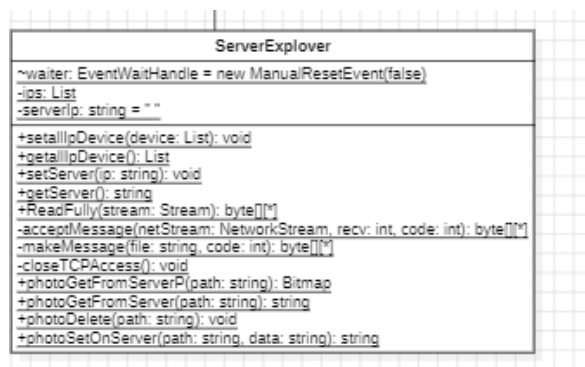 ServerExplover
~waiter: EventWaitHandle = new ManualResetEvent(false)
-ips: List
-serverIp: string = " "
+setallIpDevice(device: List): void
+getallIpDevice(): List
+setServer(ip: string): void
+getServer(): string
+ReadFully(stream: Stream): byte[][*]
-acceptMessage(netStream: NetworkStream, recv: int, code: int): byte[][*]
-makeMessage(file: string, code: int): byte[][*]
-closeTCPAccess(): void
+photoGetFromServerP(path: string): Bitmap
+photoGetFromServer(path: string): string
+photoDelete(path: string): void
+photoSetOnServer(path: string, data: string): string